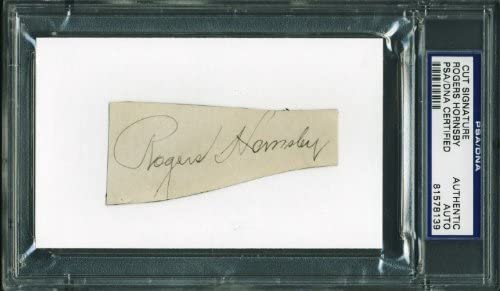 Rogers Hornsby
PSA/DNA
CUT SIGNATURE
ROGERS HORNSBY
PSA/DNA CERTIFIED
AUTHENTIC
AUTO
81578139